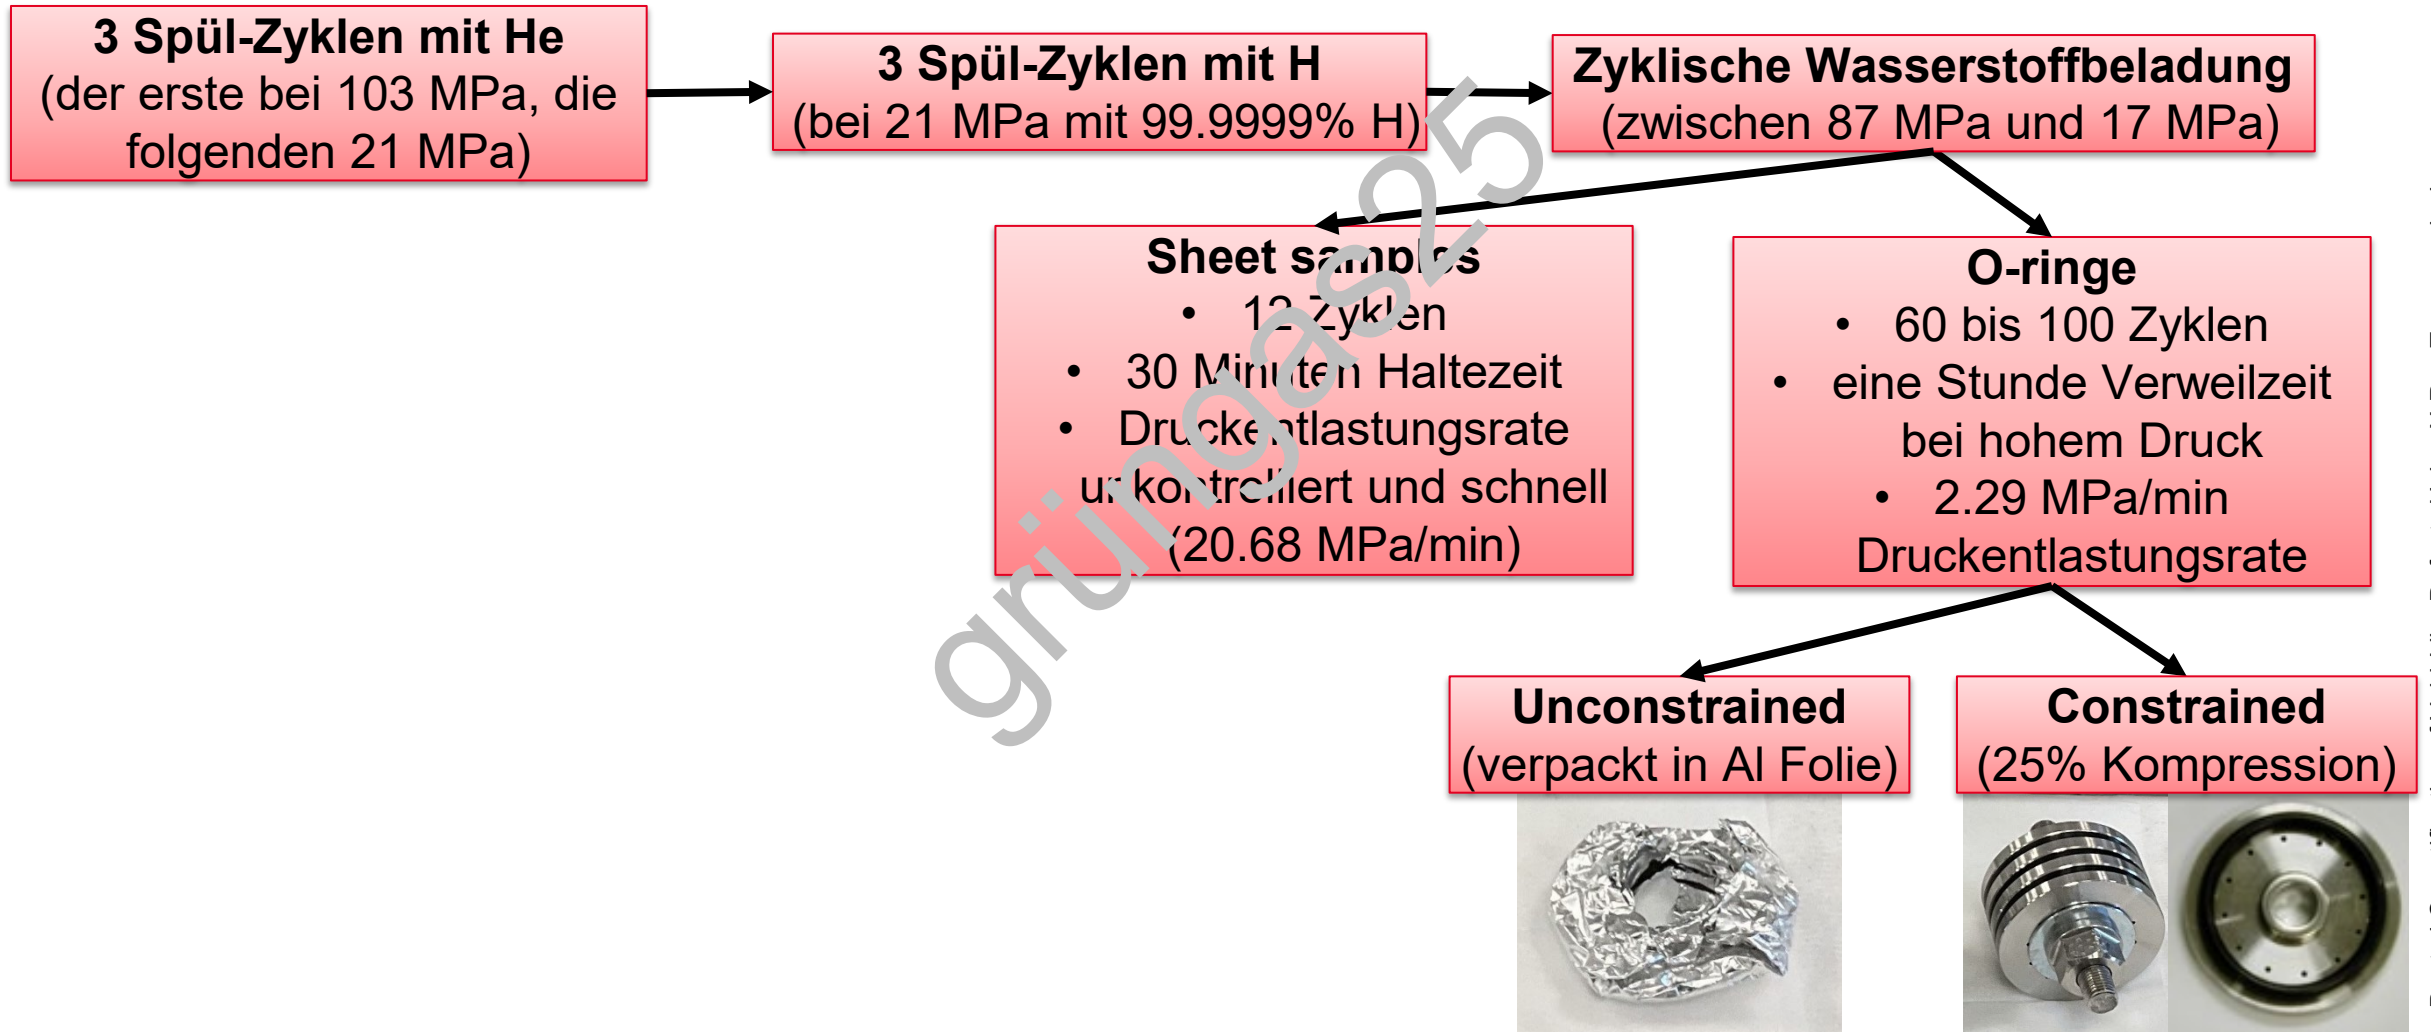 3 Spül-Zyklen mit He
(der erste bei 103 MPa, die
folgenden 21 MPa)
3 Spül-Zyklen mit H
(bei 21 MPa mit 99.9999% H)
Zyklische Wasserstoffbeladung
(zwischen 87 MPa und 17 MPa)
Sheet samples
• 12 Zyklen
• 30 Minuten Haltezeit
• Druckentlastungsrate
unkontrolliert und schnell
(20.68 MPa/min)
O-ringe
• 60 bis 100 Zyklen
• eine Stunde Verweilzeit
bei hohem Druck
• 2.29 MPa/min
Druckentlastungsrate
Unconstrained
(verpackt in Al Folie)
Constrained
(25% Kompression)
grüngas25